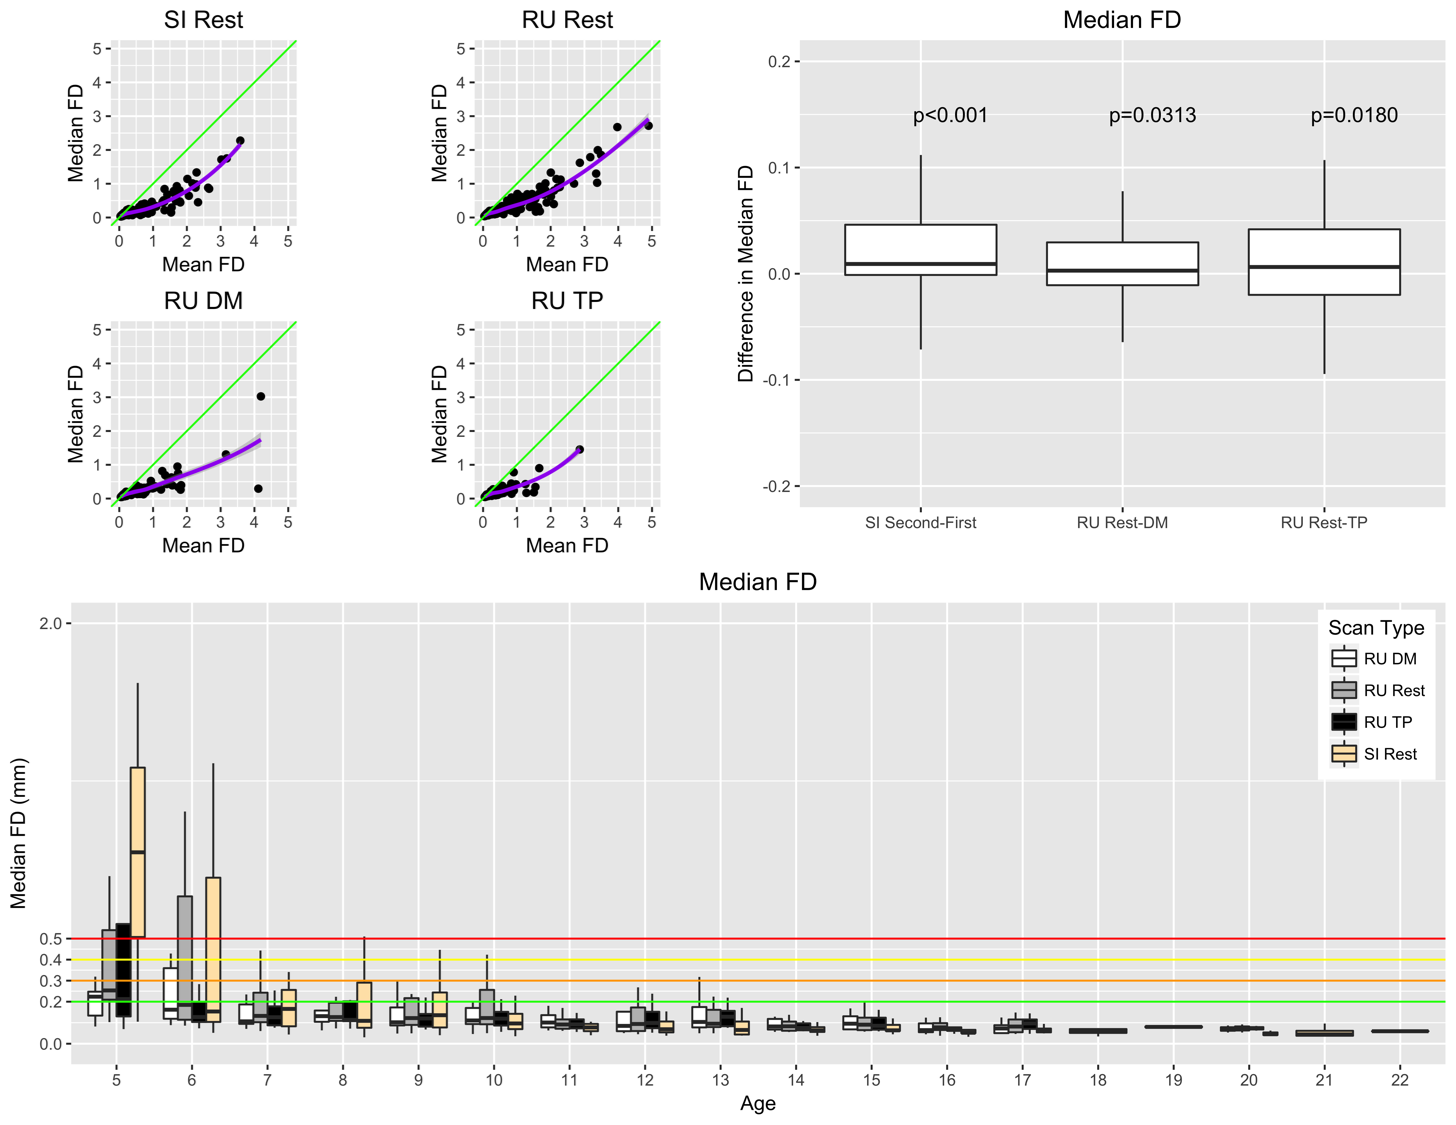 SI Rest
Median FD
5
4
3
2
1
0
0 1 2 3 4 5
Mean FD
RU Rest
Median FD
5
4
3
2
1
0
0 1 2 3 4 5
Mean FD
RU DM
Median FD
5
4
3
2
1
0
0 1 2 3 4 5
Mean FD
RU TP
Median FD
5
4
3
2
1
0
0 1 2 3 4 5
Mean FD
Median FD
Difference in Median FD
0.2
0.1
0.0
-0.1
-0.2
p<0.001 p=0.0313 p=0.0180
SI Second-First RU Rest-DM RU Rest-TP
Median FD
Median FD (mm)
2.0
0.5
0.4
0.3
0.2
0.0
Scan Type
RU DM
RU Rest
RU TP
SI Rest
5 6 7 8 9 10 11 12 13 14 15 16 17 18 19 20 21 22
Age